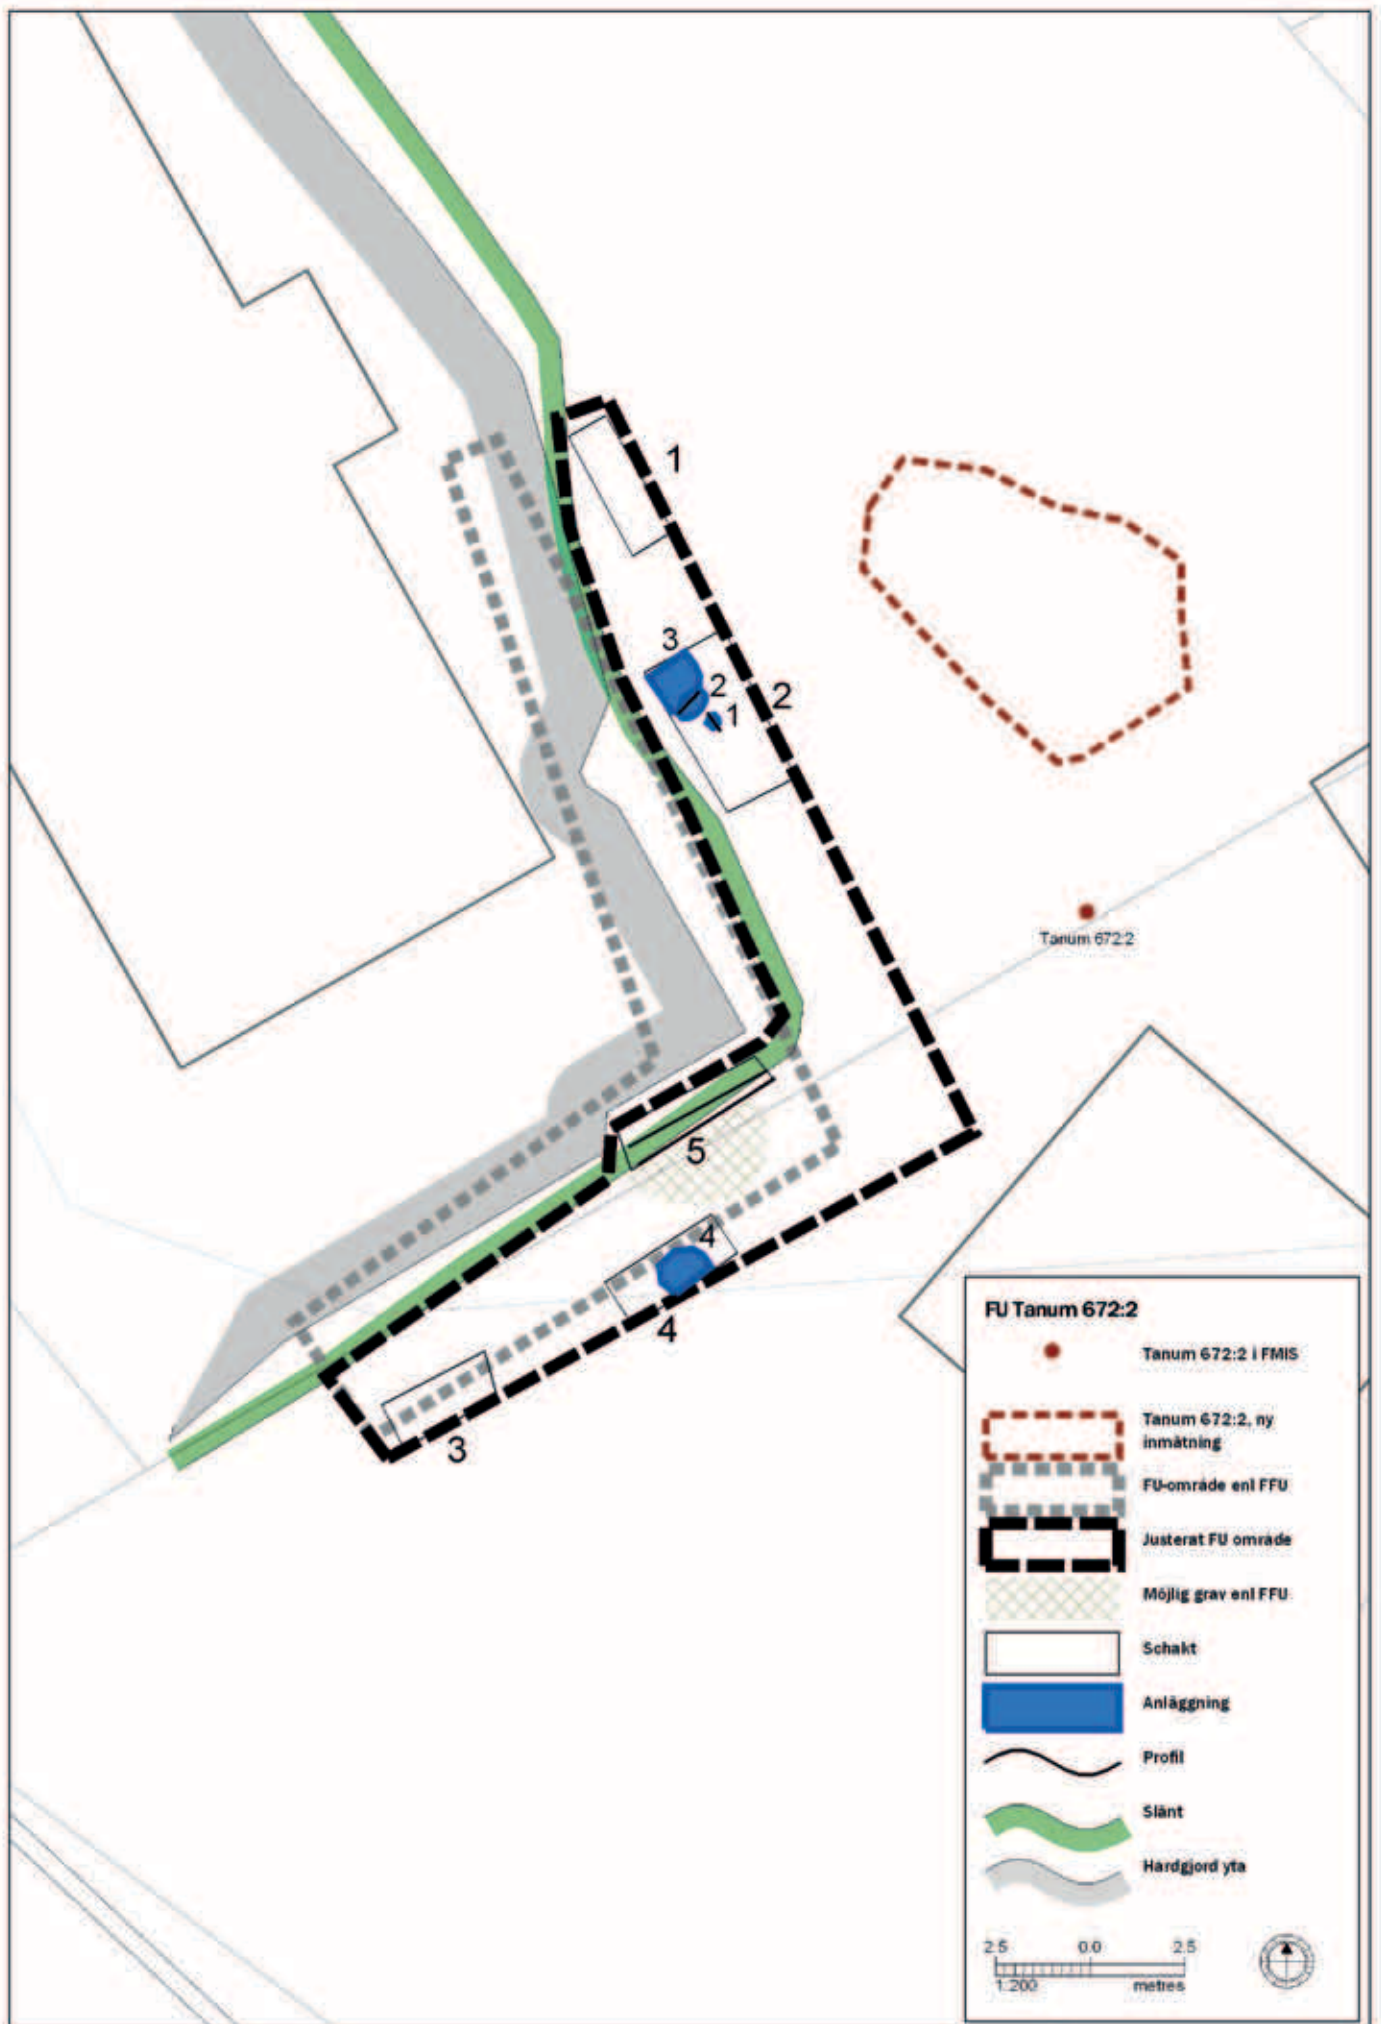 1
3
2
2
1
Tanum 672:2
5
4
4
3
FU Tanum 672:2
Tanum 672:2 i FMIS
Tanum 672:2, ny
inmätning
FU-område enl FFU
Justerat FU område
Möjlig grav enl FFU
Schakt
Anläggning
Profil
Slänt
Hårdgjord yta
2.5 0.0 2.5
1:200 metres